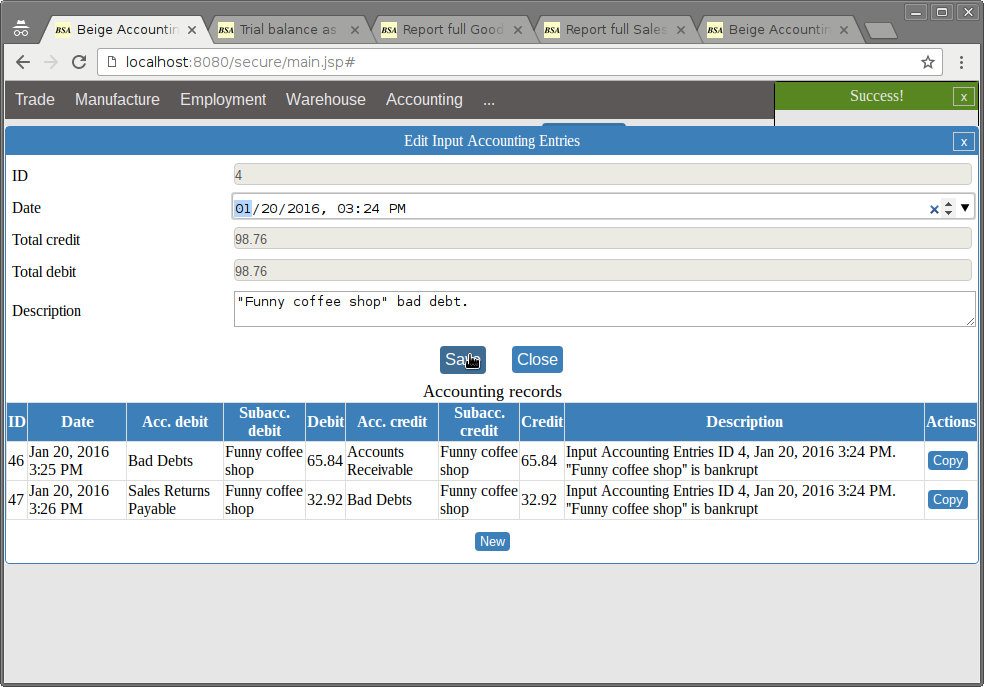 BSA Beige Accountin
BSA Trial balance as
BSA Report full Good
BSA Report full Sales
BSA Beige Accountin
localhost:8080/secure/main.jsp#
Trade Manufacture Employment Warehouse Accounting ...
Success! x
Edit Input Accounting Entries x
ID 4
Date 01/20/2016, 03:24 PM
Total credit 98.76
Total debit 98.76
Description "Funny coffee shop" bad debt.
Save Close
Accounting records
ID Date Acc. debit Subacc. debit Debit Acc. credit Subacc. credit Credit Description Actions
46 Jan 20, 2016 3:25 PM Bad Debts Funny coffee shop 65.84 Accounts Receivable Funny coffee shop 65.84 Input Accounting Entries ID 4, Jan 20, 2016 3:24 PM. "Funny coffee shop" is bankrupt Copy
47 Jan 20, 2016 3:26 PM Sales Returns Payable Funny coffee shop 32.92 Bad Debts Funny coffee shop 32.92 Input Accounting Entries ID 4, Jan 20, 2016 3:24 PM. "Funny coffee shop" is bankrupt Copy
New